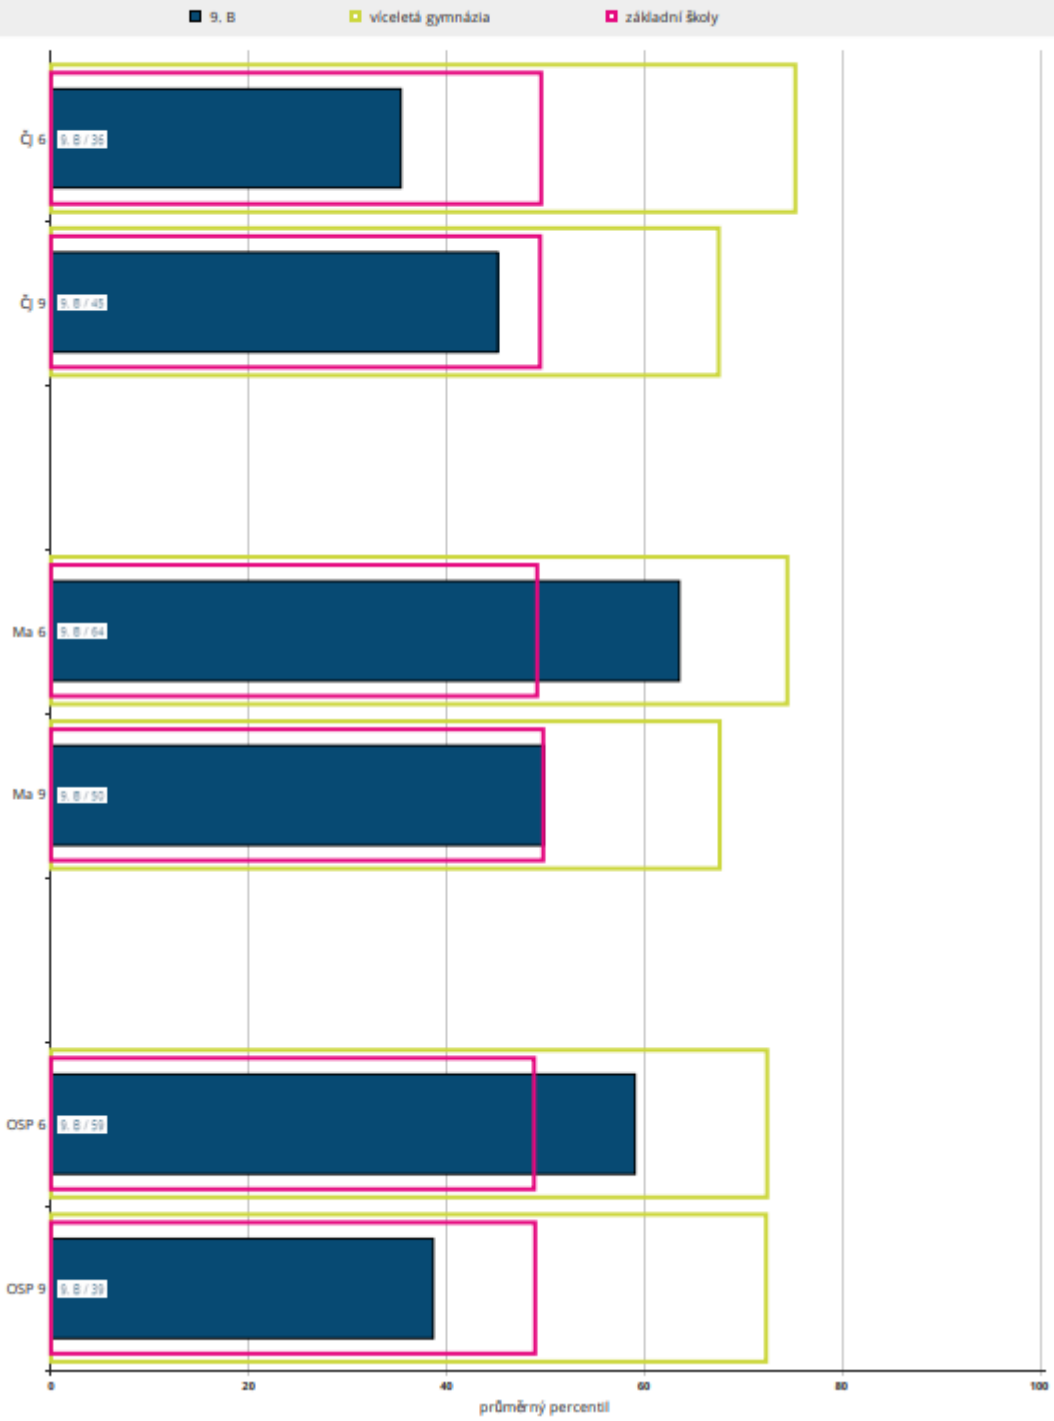 9. B víceletá gymnázia základní školy
ČJ 6 9. B / 36
ČJ 9 9. B / 45
Ma 6 9. B / 64
Ma 9 9. B / 50
OSP 6 9. B / 59
OSP 9 9. B / 39
0 20 40 60 80 100
průměrný percentil